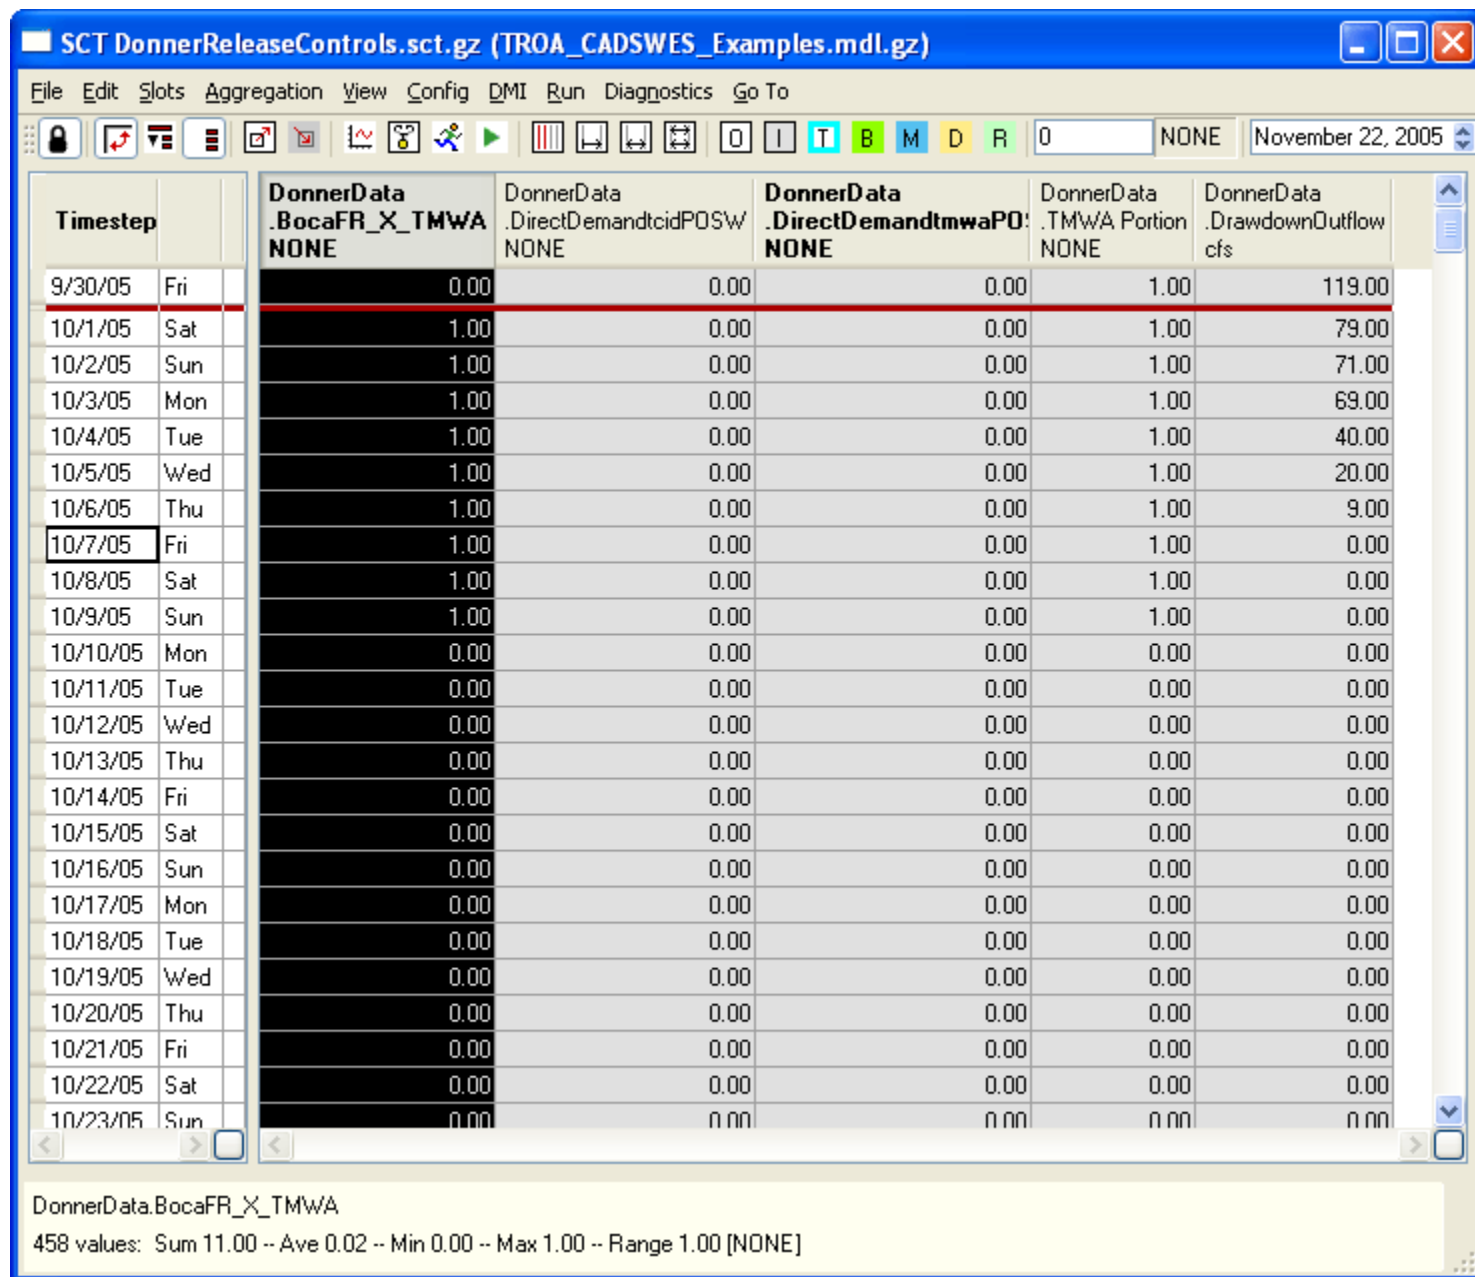 SCT DonnerReleaseControls.sct.gz (TROA_CADSWES_Examples.mdl.gz)
File Edit Slots Aggregation View Config DMI Run Diagnostics Go To
O I T B M D R 0 NONE November 22, 2005
Timestep
DonnerData .BocaFR_X_TMWA NONE
DonnerData .DirectDemandtcidPOSW NONE
DonnerData .DirectDemandtmwaPO NONE
DonnerData .TMWA Portion NONE
DonnerData .DrawdownOutflow cfs
9/30/05 Fri 0.00 0.00 0.00 1.00 119.00
10/1/05 Sat 1.00 0.00 0.00 1.00 79.00
10/2/05 Sun 1.00 0.00 0.00 1.00 71.00
10/3/05 Mon 1.00 0.00 0.00 1.00 69.00
10/4/05 Tue 1.00 0.00 0.00 1.00 40.00
10/5/05 Wed 1.00 0.00 0.00 1.00 20.00
10/6/05 Thu 1.00 0.00 0.00 1.00 9.00
10/7/05 Fri 1.00 0.00 0.00 1.00 0.00
10/8/05 Sat 1.00 0.00 0.00 1.00 0.00
10/9/05 Sun 1.00 0.00 0.00 1.00 0.00
10/10/05 Mon 0.00 0.00 0.00 0.00 0.00
10/11/05 Tue 0.00 0.00 0.00 0.00 0.00
10/12/05 Wed 0.00 0.00 0.00 0.00 0.00
10/13/05 Thu 0.00 0.00 0.00 0.00 0.00
10/14/05 Fri 0.00 0.00 0.00 0.00 0.00
10/15/05 Sat 0.00 0.00 0.00 0.00 0.00
10/16/05 Sun 0.00 0.00 0.00 0.00 0.00
10/17/05 Mon 0.00 0.00 0.00 0.00 0.00
10/18/05 Tue 0.00 0.00 0.00 0.00 0.00
10/19/05 Wed 0.00 0.00 0.00 0.00 0.00
10/20/05 Thu 0.00 0.00 0.00 0.00 0.00
10/21/05 Fri 0.00 0.00 0.00 0.00 0.00
10/22/05 Sat 0.00 0.00 0.00 0.00 0.00
10/23/05 Sun 0.00 0.00 0.00 0.00 0.00
DonnerData.BocaFR_X_TMWA
458 values: Sum 11.00 -- Ave 0.02 -- Min 0.00 -- Max 1.00 -- Range 1.00 [NONE]